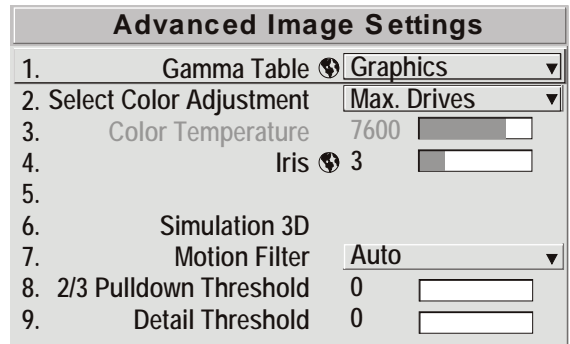 Advanced Image Settings
1. Gamma Table Graphics
2. Select Color Adjustment Max. Drives
3. Color Temperature 7600
4. Iris 3
5.
6. Simulation 3D
7. Motion Filter Auto
8. 2/3 Pulldown Threshold 0
9. Detail Threshold 0